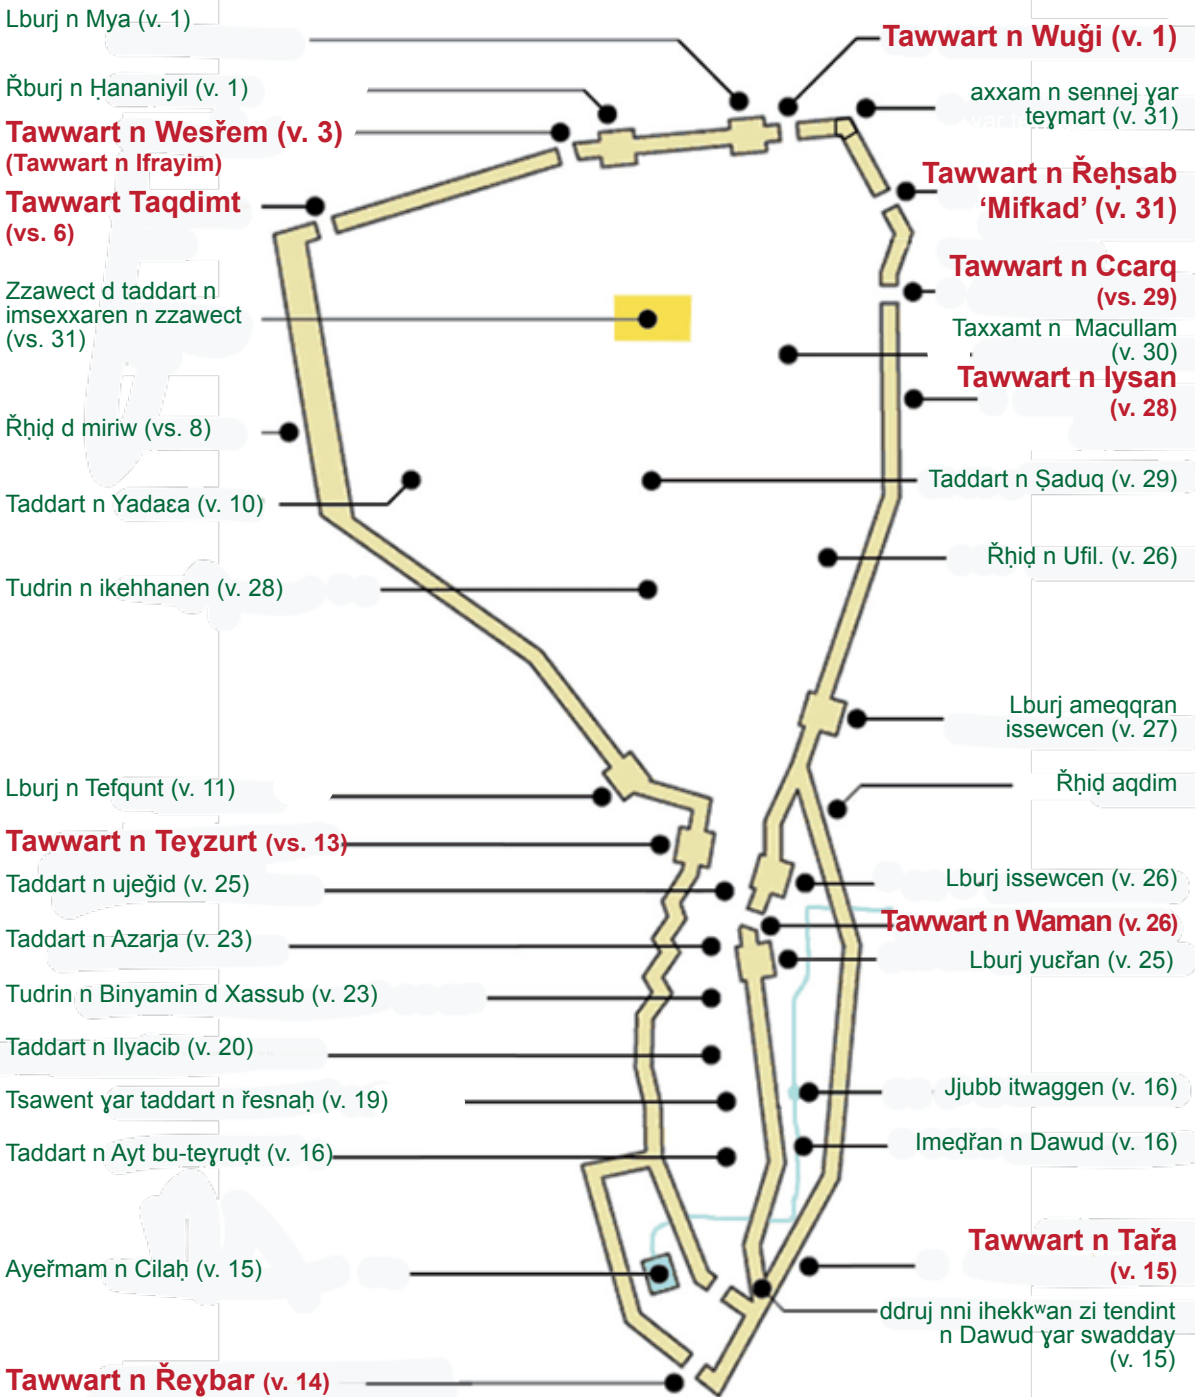 Lburj n Mya (v. 1)
Řburj n Ḥananiyil (v. 1)
Tawwart n Wesřem (v. 3)
(Tawwart n Ifrayim)
Tawwart Taqdimt
(vs. 6)
Zzawect d taddart n
imsexxaren n zzawect
(vs. 31)
Řḥiḍ d miriw (vs. 8)
Taddart n Yadaɛa (v. 10)
Tudrin n ikehhanen (v. 28)
Lburj n Tefqunt (v. 11)
Tawwart n Teɣzurt (vs. 13)
Taddart n ujeğid (v. 25)
Taddart n Azarja (v. 23)
Tudrin n Binyamin d Xassub (v. 23)
Taddart n Ilyacib (v. 20)
Tsawent ɣar taddart n řesnaḥ (v. 19)
Taddart n Ayt bu-teɣruḍt (v. 16)
Ayeřmam n Cilaḥ (v. 15)
Tawwart n Řeɣbar (v. 14)
Tawwart n Wuği (v. 1)
axxam n sennej ɣar
teɣmart (v. 31)
Tawwart n Řeḥsab
‘Mifkad’ (v. 31)
Tawwart n Ccarq
(vs. 29)
Taxxamt n Macullam
(v. 30)
Tawwart n Iysan
(v. 28)
Taddart n Ṣaduq (v. 29)
Řḥiḍ n Ufil. (v. 26)
Lburj ameqqran
issewcen (v. 27)
Řḥiḍ aqdim
Lburj issewcen (v. 26)
Tawwart n Waman (v. 26)
Lburj yuɛřan (v. 25)
Jjubb itwaggen (v. 16)
Imeḍřan n Dawud (v. 16)
Tawwart n Tařa
(v. 15)
ddruj nni ihekkʷan zi tendint
n Dawud ɣar swadday
(v. 15)